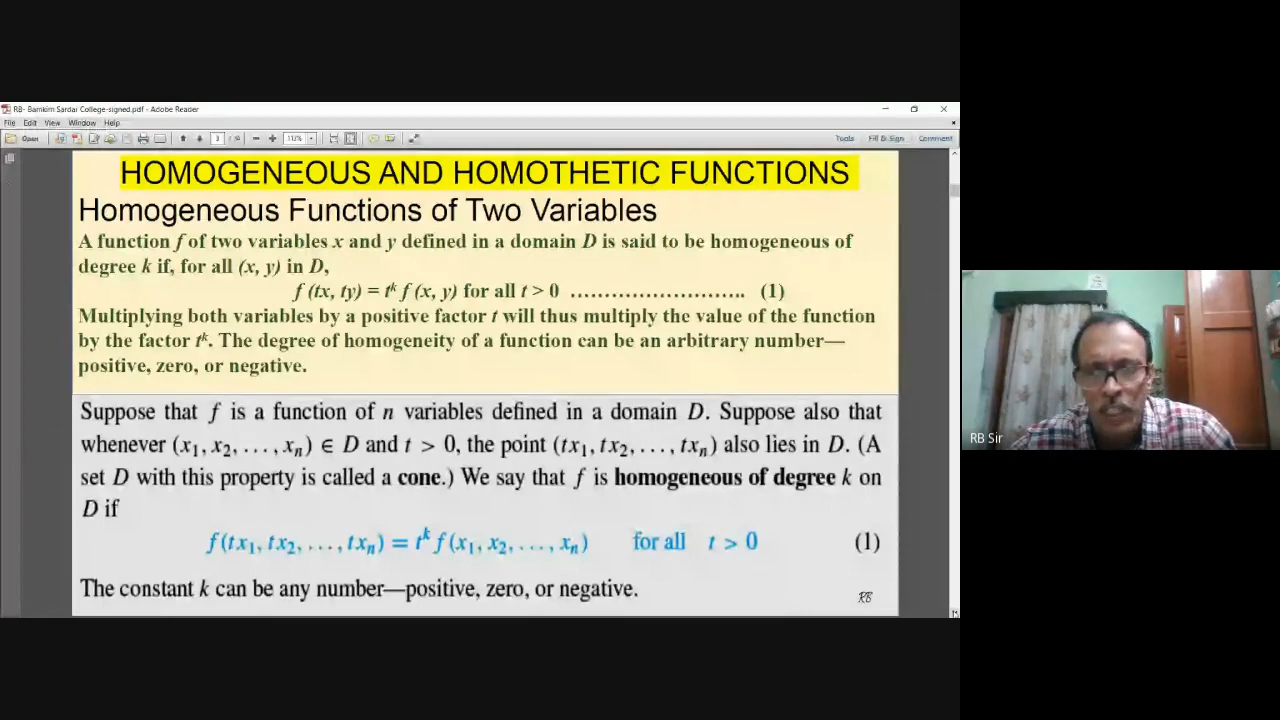 RB- Bamkim Sardar College-signed.pdf - Adobe Reader
File Edit View Window Help
Open 3 / 110% Tools Fill & Sign Comment
HOMOGENEOUS AND HOMOTHETIC FUNCTIONS
Homogeneous Functions of Two Variables
A function f of two variables x and y defined in a domain D is said to be homogeneous of
degree k if, for all (x, y) in D,
f (tx, ty) = tᵏ f (x, y) for all t > 0 …………………….. (1)
Multiplying both variables by a positive factor t will thus multiply the value of the function
by the factor tᵏ. The degree of homogeneity of a function can be an arbitrary number—
positive, zero, or negative.
Suppose that f is a function of n variables defined in a domain D. Suppose also that
whenever (x₁, x₂, . . . , xₙ) ∈ D and t > 0, the point (tx₁, tx₂, . . . , txₙ) also lies in D. (A
set D with this property is called a cone.) We say that f is homogeneous of degree k on
D if
f(tx₁, tx₂, . . . , txₙ) = tᵏ f(x₁, x₂, . . . , xₙ) for all t > 0 (1)
The constant k can be any number—positive, zero, or negative.
RB
RB Sir